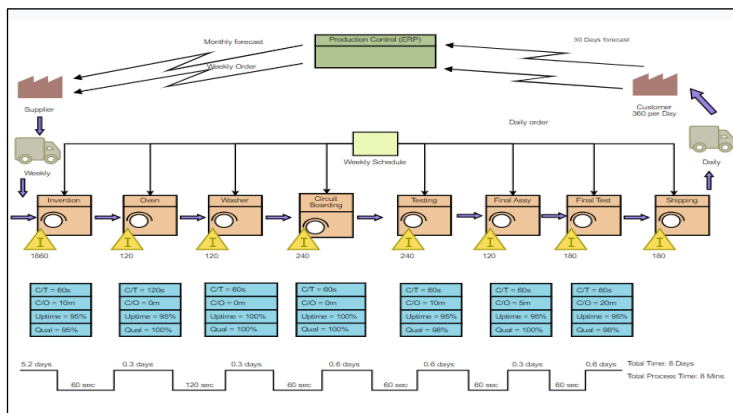 Production Control (ERP)
Monthly forecast
30 Days forecast
Weekly Order
Supplier
Customer
360 per Day
Daily order
Weekly Schedule
Weekly
Daily
Invention
Oven
Washer
Circuit
Boarding
Testing
Final Assy
Final Test
Shipping
I
I
I
I
I
I
I
I
1860
120
120
240
240
120
180
180
C/T = 60s
C/O = 10m
Uptime = 95%
Qual = 95%
C/T = 120s
C/O = 0m
Uptime = 95%
Qual = 100%
C/T = 60s
C/O = 0m
Uptime = 100%
Qual = 100%
C/T = 60s
C/O = 0m
Uptime = 100%
Qual = 100%
C/T = 60s
C/O = 10m
Uptime = 95%
Qual = 98%
C/T = 60s
C/O = 5m
Uptime = 95%
Qual = 100%
C/T = 60s
C/O = 20m
Uptime = 95%
Qual = 98%
5.2 days
0.3 days
0.3 days
0.6 days
0.6 days
0.3 days
0.6 days
Total Time: 8 Days
Total Process Time: 8 Mins
60 sec
120 sec
60 sec
60 sec
60 sec
60 sec